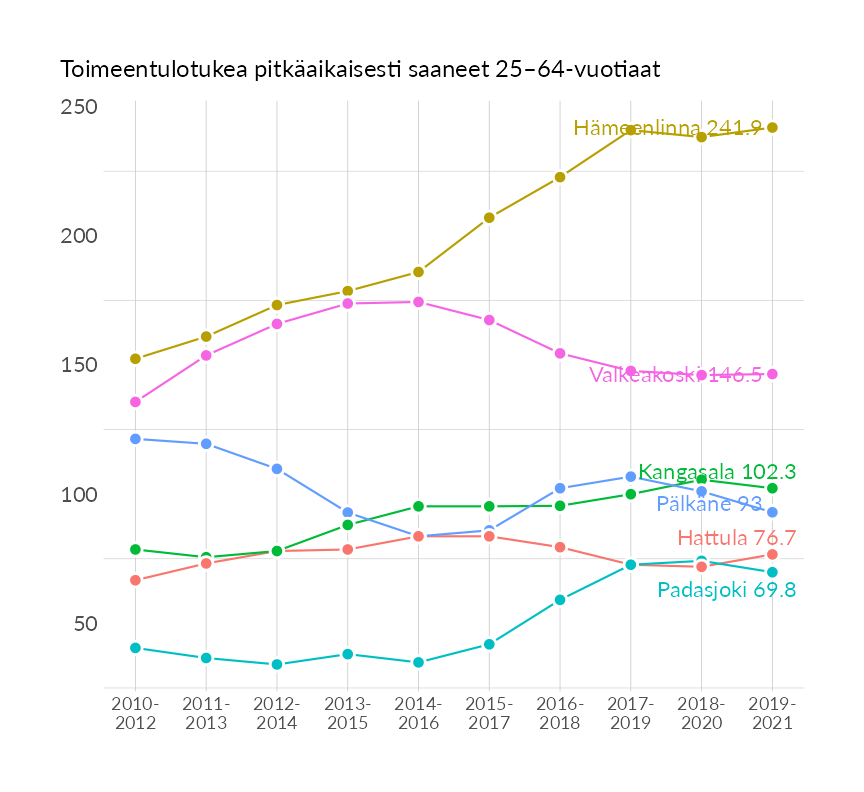 Toimeentulotukea pitkäaikaisesti saaneet 25–64-vuotiaat
250
Hämeenlinna 241.9
200
150
Valkeakoski 146.5
Kangasala 102.3
100
Pälkäne 93
Hattula 76.7
Padasjoki 69.8
50
2010- 2011- 2012- 2013- 2014- 2015- 2016- 2017- 2018- 2019-
2012 2013 2014 2015 2016 2017 2018 2019 2020 2021